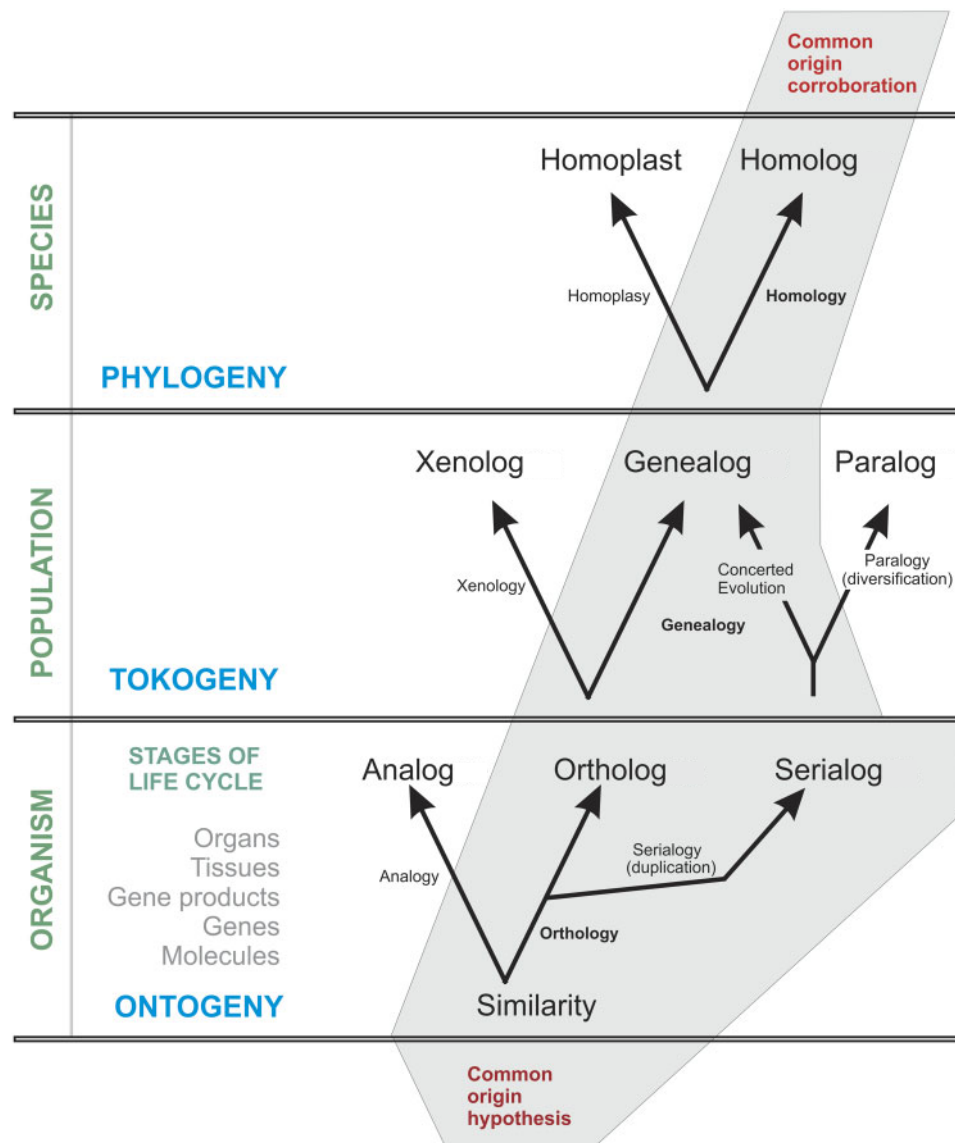 Common
origin
corroboration
SPECIES
Homoplast
Homolog
Homoplasy
Homology
PHYLOGENY
POPULATION
Xenolog
Genealog
Paralog
Xenology
Concerted
Evolution
Paralogy
(diversification)
Genealogy
TOKOGENY
ORGANISM
STAGES OF
LIFE CYCLE
Analog
Ortholog
Serialog
Organs
Tissues
Gene products
Genes
Molecules
Analogy
Serialogy
(duplication)
Orthology
ONTOGENY
Similarity
Common
origin
hypothesis